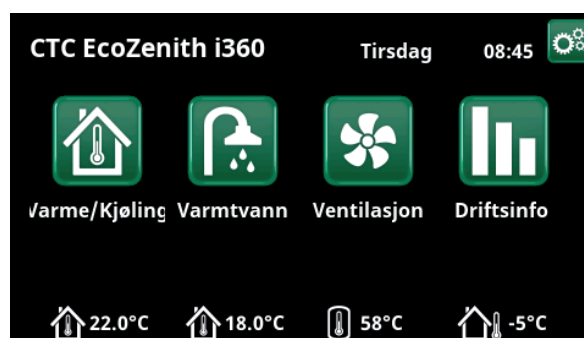 CTC EcoZenith i360 Tirsdag 08:45
Varme/Kjøling Varmtvann Ventilasjon Driftsinfo
22.0°C 18.0°C 58°C -5°C